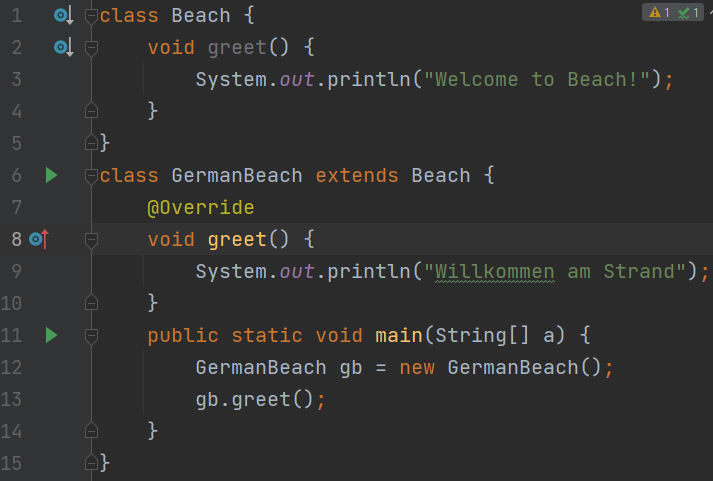 1 class Beach {
2     void greet() {
3         System.out.println("Welcome to Beach!");
4     }
5 }
6 class GermanBeach extends Beach {
7     @Override
8     void greet() {
9         System.out.println("Willkommen am Strand");
10     }
11     public static void main(String[] a) {
12         GermanBeach gb = new GermanBeach();
13         gb.greet();
14     }
15 }
1 1